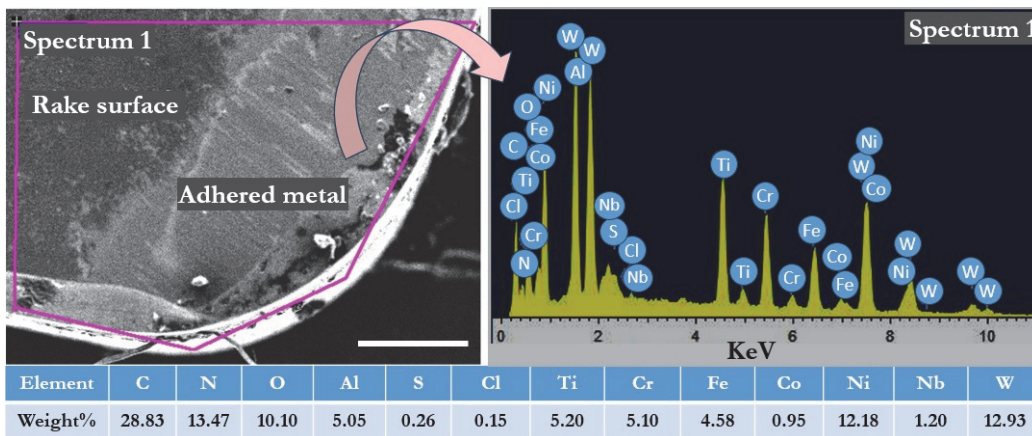 Spectrum 1
Rake surface
Adhered metal
Spectrum 1
W
W
Al
Ni
O
Fe
C
Co
Ti
Cl
Cr
N
Nb
S
Cl
Nb
Ti
Ti
Cr
Cr
Fe
Co
Fe
Ni
W
Co
W
Ni
W
W
W
2 4 6 8 10
KeV
Element C N O Al S Cl Ti Cr Fe Co Ni Nb W
Weight% 28.83 13.47 10.10 5.05 0.26 0.15 5.20 5.10 4.58 0.95 12.18 1.20 12.93